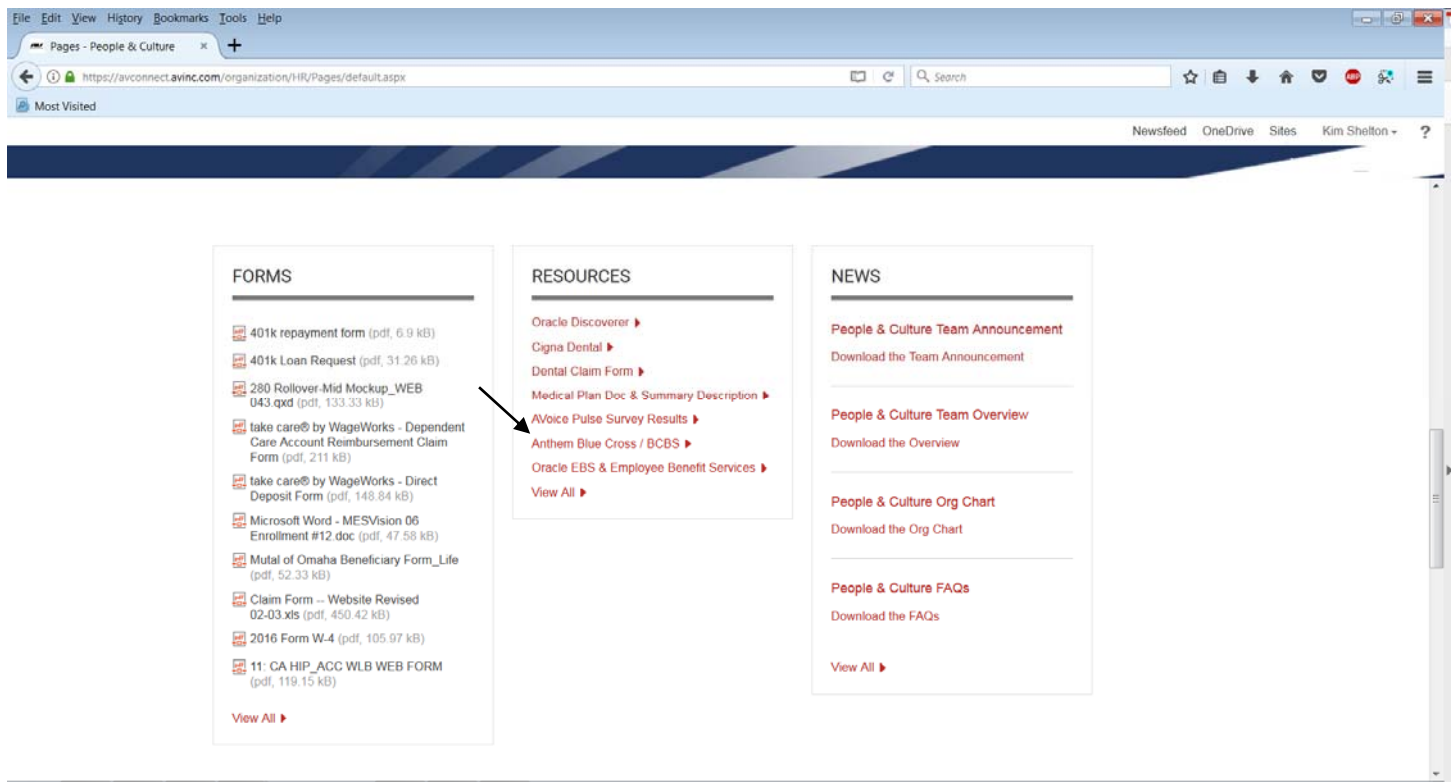 File Edit View History Bookmarks Tools Help
Pages - People & Culture
https://avconnect.avinc.com/organization/HR/Pages/default.aspx
Search
ABP
Most Visited
Newsfeed OneDrive Sites Kim Shelton ?
FORMS
401k repayment form (pdf, 6.9 kB)
401k Loan Request (pdf, 31.26 kB)
280 Rollover-Mid Mockup_WEB
043.qxd (pdf, 133.33 kB)
take care® by WageWorks - Dependent
Care Account Reimbursement Claim
Form (pdf, 211 kB)
take care® by WageWorks - Direct
Deposit Form (pdf, 148.84 kB)
Microsoft Word - MESVision 06
Enrollment #12.doc (pdf, 47.58 kB)
Mutal of Omaha Beneficiary Form_Life
(pdf, 52.33 kB)
Claim Form -- Website Revised
02-03.xls (pdf, 450.42 kB)
2016 Form W-4 (pdf, 105.97 kB)
11: CA HIP_ACC WLB WEB FORM
(pdf, 119.15 kB)
View All
RESOURCES
Oracle Discoverer
Cigna Dental
Dental Claim Form
Medical Plan Doc & Summary Description
AVoice Pulse Survey Results
Anthem Blue Cross / BCBS
Oracle EBS & Employee Benefit Services
View All
NEWS
People & Culture Team Announcement
Download the Team Announcement
People & Culture Team Overview
Download the Overview
People & Culture Org Chart
Download the Org Chart
People & Culture FAQs
Download the FAQs
View All